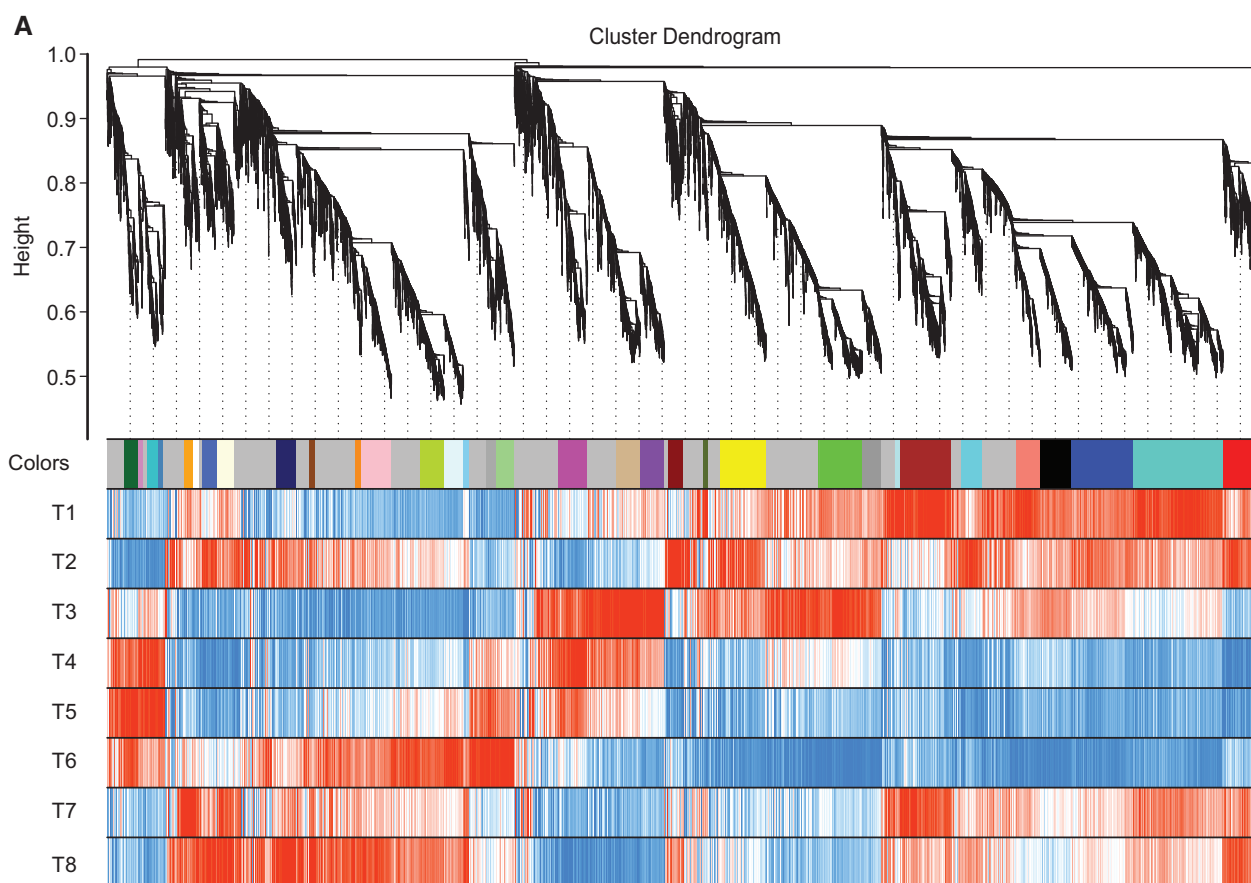 A
Cluster Dendrogram
1.0
0.9
0.8
0.7
0.6
0.5
Height
Colors
T1
T2
T3
T4
T5
T6
T7
T8